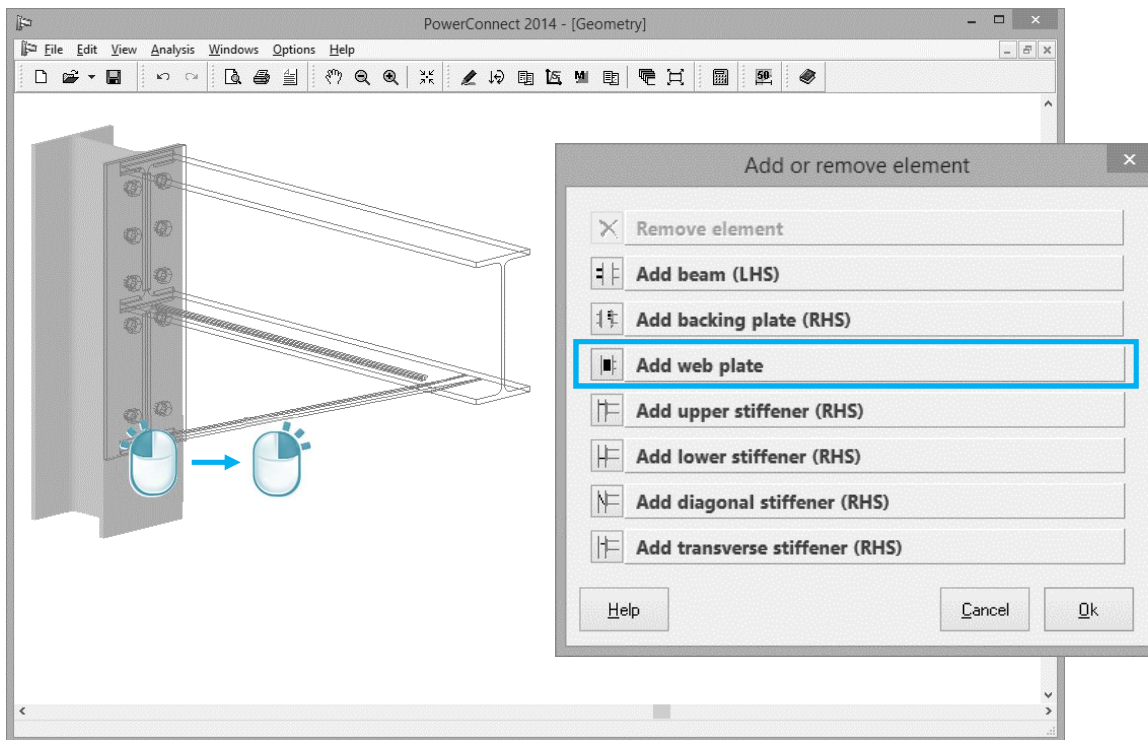 PowerConnect 2014 - [Geometry]
File Edit View Analysis Windows Options Help
50
Add or remove element
Remove element
Add beam (LHS)
Add backing plate (RHS)
Add web plate
Add upper stiffener (RHS)
Add lower stiffener (RHS)
Add diagonal stiffener (RHS)
Add transverse stiffener (RHS)
Help Cancel Ok